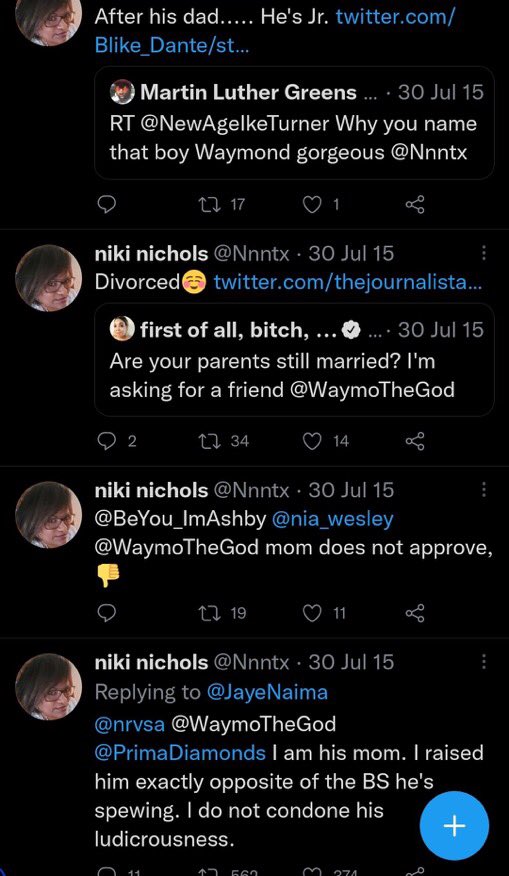 After his dad..... He's Jr. twitter.com/
Blike_Dante/st...
Martin Luther Greens ... · 30 Jul 15
RT @NewAgeIkeTurner Why you name
that boy Waymond gorgeous @Nnntx
17 1
niki nichols @Nnntx · 30 Jul 15
Divorced☺️ twitter.com/thejournalista...
first of all, bitch, ... ... · 30 Jul 15
Are your parents still married? I'm
asking for a friend @WaymoTheGod
2 34 14
niki nichols @Nnntx · 30 Jul 15
@BeYou_ImAshby @nia_wesley
@WaymoTheGod mom does not approve,
👎
19 11
niki nichols @Nnntx · 30 Jul 15
Replying to @JayeNaima
@nrvsa @WaymoTheGod
@PrimaDiamonds I am his mom. I raised
him exactly opposite of the BS he's
spewing. I do not condone his
ludicrousness.
11 562 374